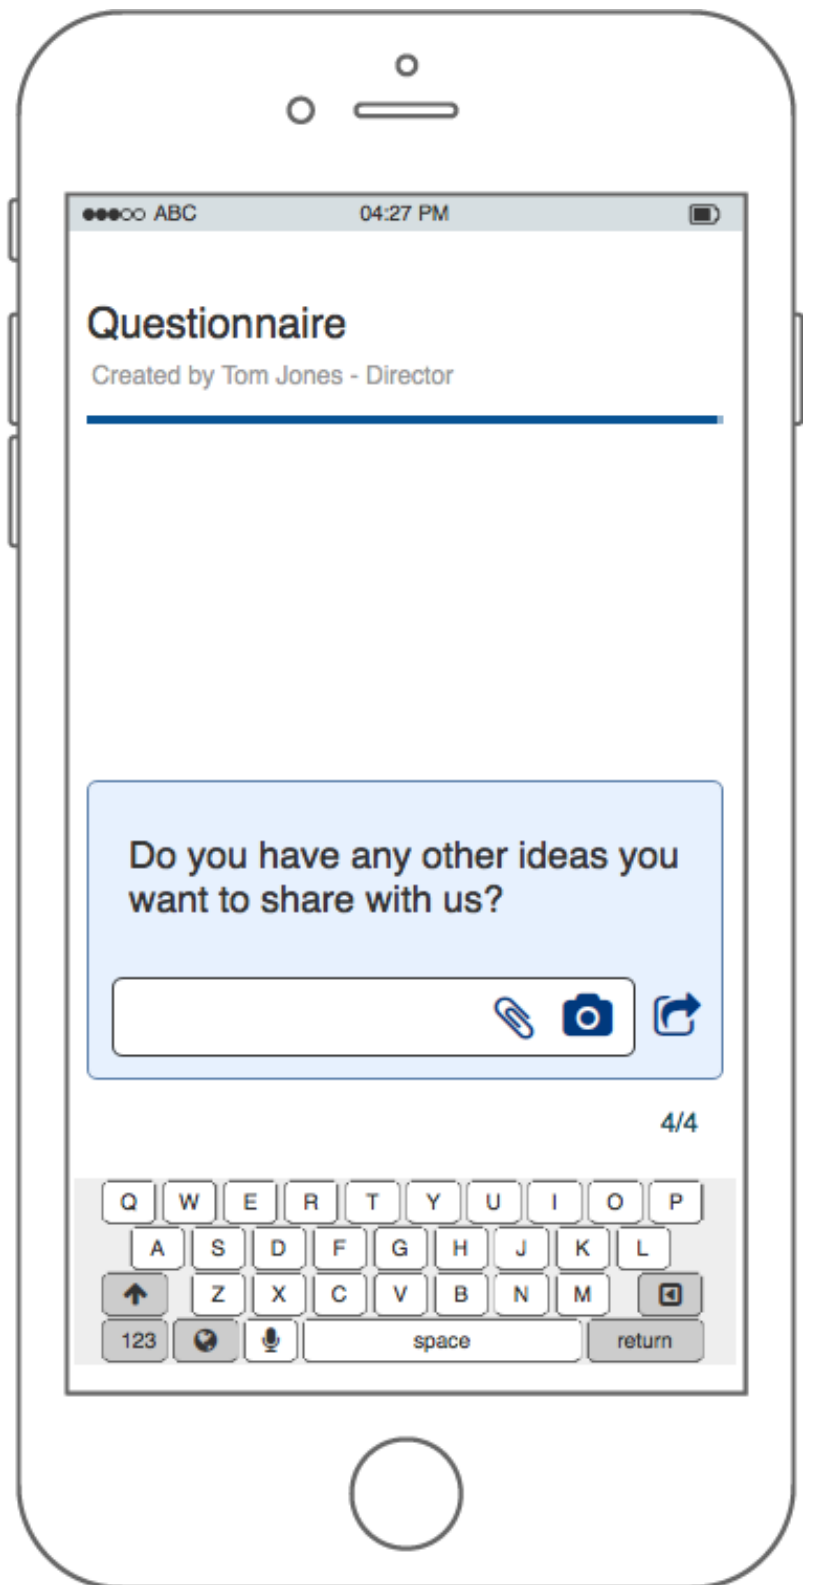 ABC 04:27 PM
Questionnaire
Created by Tom Jones - Director
Do you have any other ideas you
want to share with us?
4/4
Q W E R T Y U I O P
A S D F G H J K L
Z X C V B N M
123 space return